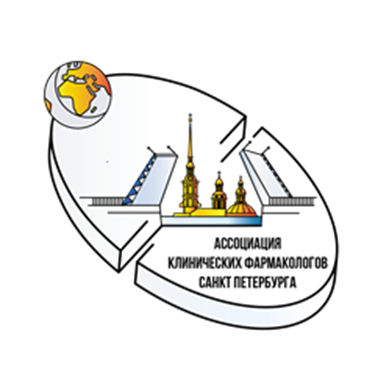 АССОЦИАЦИЯ
КЛИНИЧЕСКИХ ФАРМАКОЛОГОВ
САНКТ ПЕТЕРБУРГА